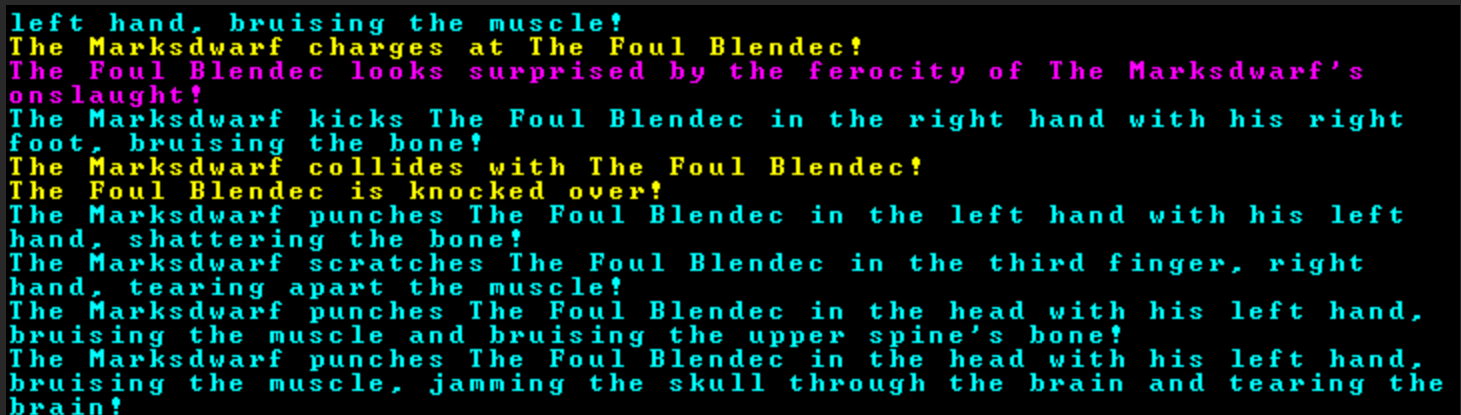 left hand, bruising the muscle!
The Marksdwarf charges at The Foul Blendec!
The Foul Blendec looks surprised by the ferocity of The Marksdwarf's
onslaught!
The Marksdwarf kicks The Foul Blendec in the right hand with his right
foot, bruising the bone!
The Marksdwarf collides with The Foul Blendec!
The Foul Blendec is knocked over!
The Marksdwarf punches The Foul Blendec in the left hand with his left
hand, shattering the bone!
The Marksdwarf scratches The Foul Blendec in the third finger, right
hand, tearing apart the muscle!
The Marksdwarf punches The Foul Blendec in the head with his left hand,
bruising the muscle and bruising the upper spine's bone!
The Marksdwarf punches The Foul Blendec in the head with his left hand,
bruising the muscle, jamming the skull through the brain and tearing the
brain!